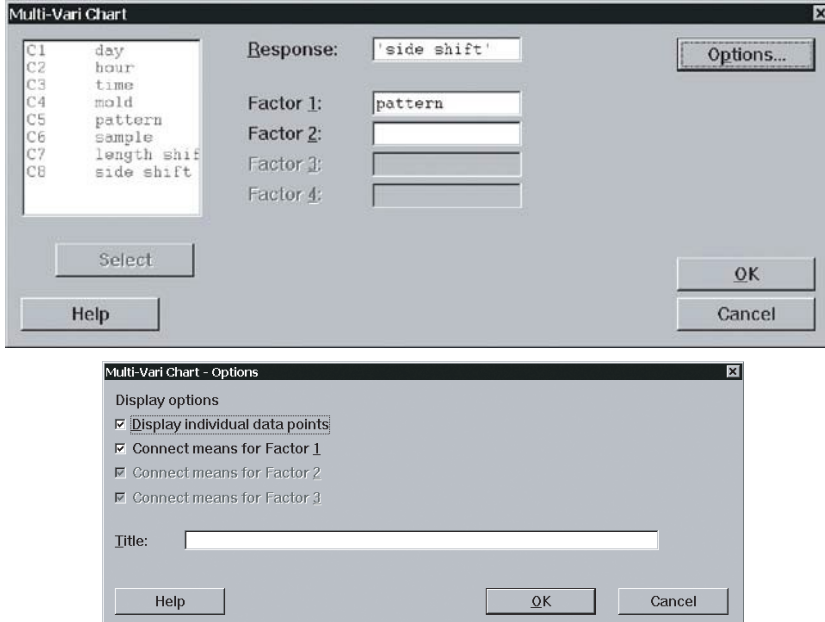 Multi-Vari Chart
C1 day
C2 hour
C3 time
C4 mold
C5 pattern
C6 sample
C7 length shif
C8 side shift
Response: 'side shift'
Factor 1: pattern
Factor 2:
Factor 3:
Factor 4:
Options...
Select
Help
OK
Cancel
Multi-Vari Chart - Options
Display options
Display individual data points
Connect means for Factor 1
Connect means for Factor 2
Connect means for Factor 3
Title:
Help
OK
Cancel